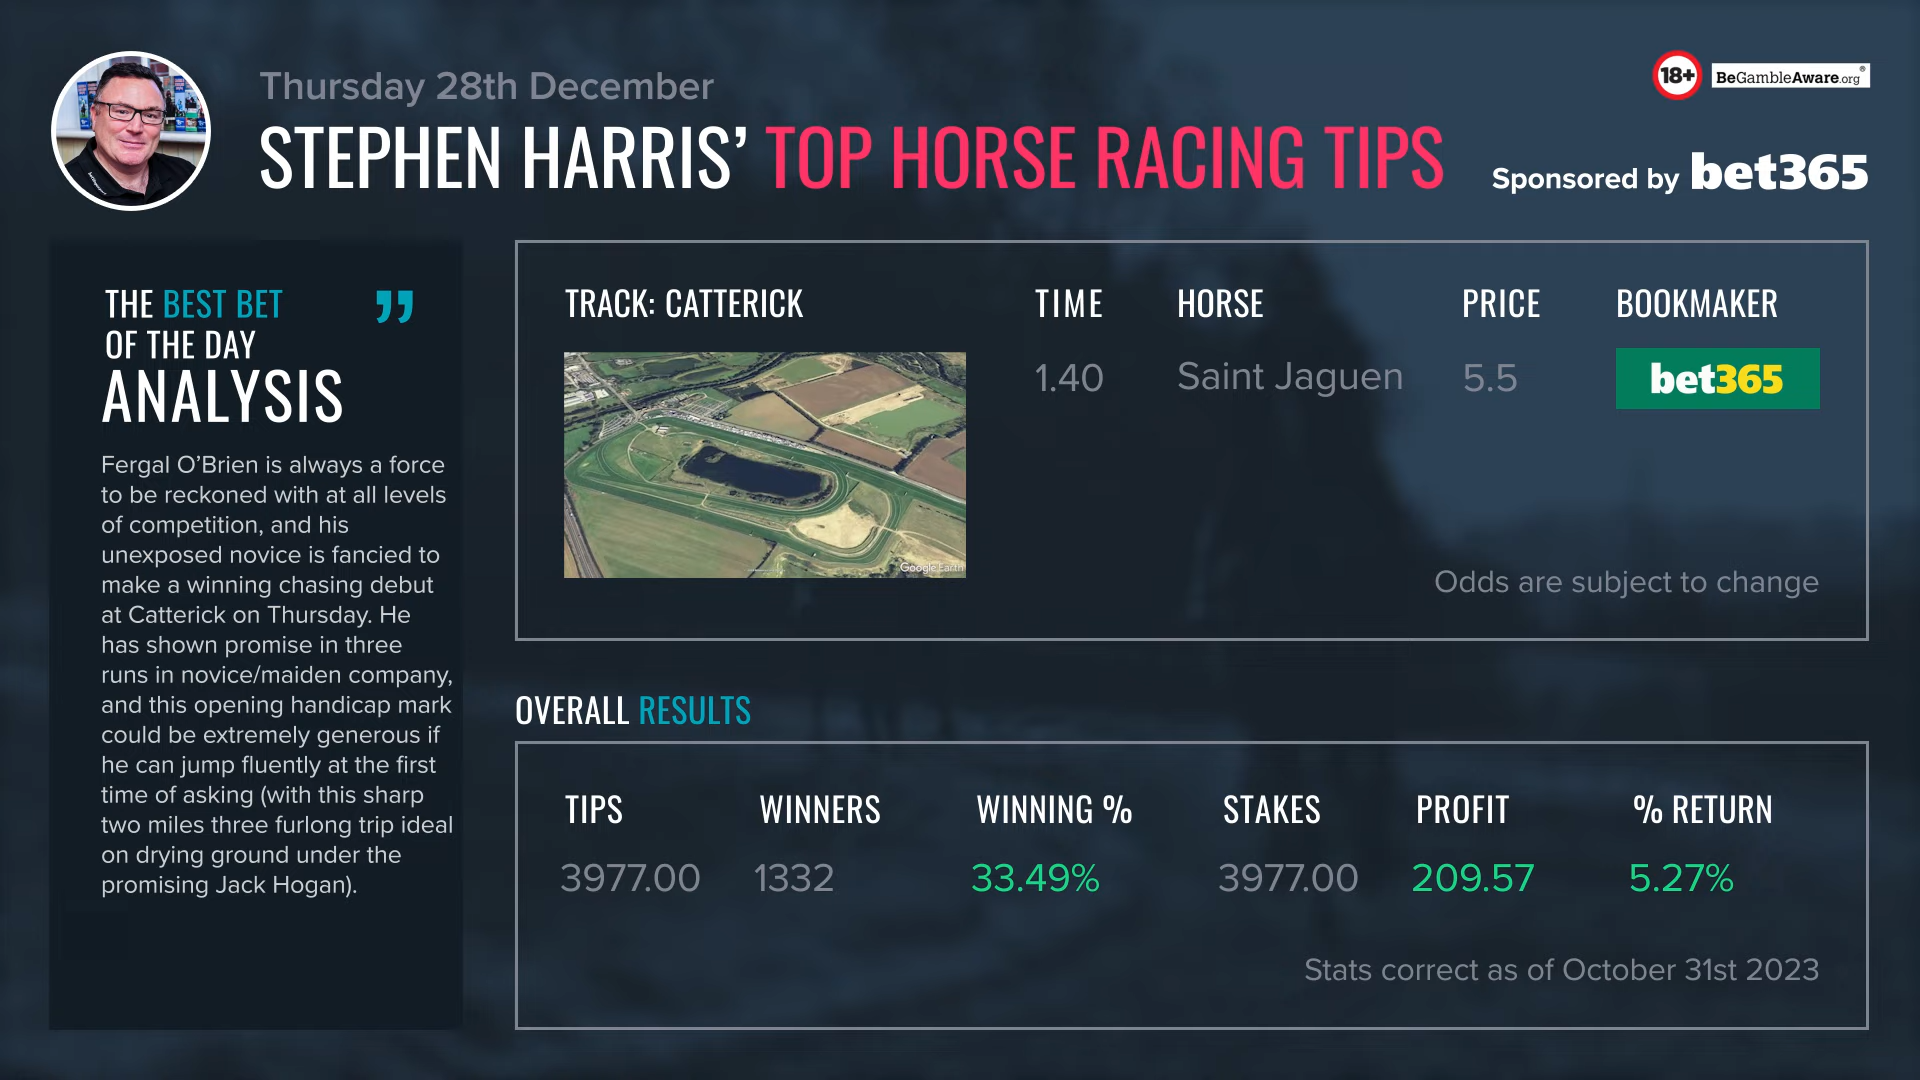 Thursday 28th December
STEPHEN HARRIS’ TOP HORSE RACING TIPS
18+
BeGambleAware.org®
Sponsored by bet365
THE BEST BET ”
OF THE DAY
ANALYSIS
Fergal O’Brien is always a force
to be reckoned with at all levels
of competition, and his
unexposed novice is fancied to
make a winning chasing debut
at Catterick on Thursday. He
has shown promise in three
runs in novice/maiden company,
and this opening handicap mark
could be extremely generous if
he can jump fluently at the first
time of asking (with this sharp
two miles three furlong trip ideal
on drying ground under the
promising Jack Hogan).
TRACK: CATTERICK TIME HORSE PRICE BOOKMAKER
1.40 Saint Jaguen 5.5 bet365
Google Earth
Odds are subject to change
OVERALL RESULTS
TIPS WINNERS WINNING % STAKES PROFIT % RETURN
3977.00 1332 33.49% 3977.00 209.57 5.27%
Stats correct as of October 31st 2023